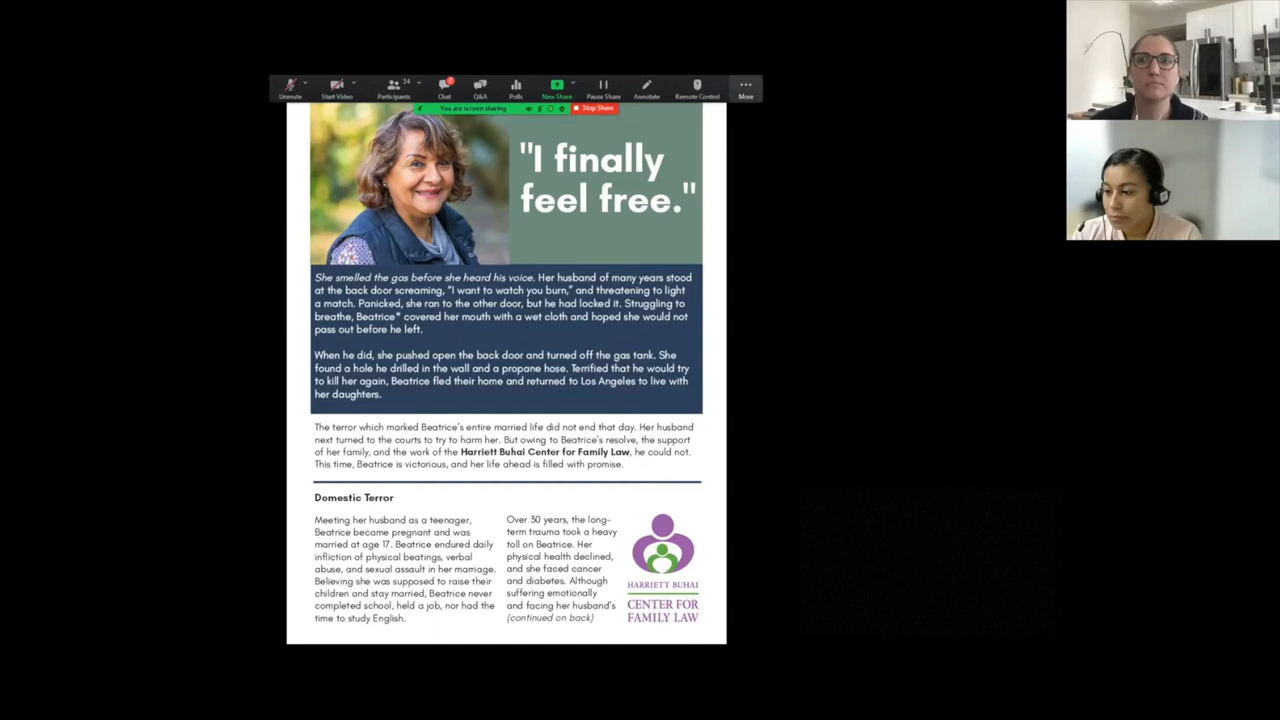 34
2
Unmute
Start Video
Participants
Chat
Q&A
Polls
New Share
Pause Share
Annotate
Remote Control
More
You are screen sharing
Stop Share
"I finally
feel free."
She smelled the gas before she heard his voice. Her husband of many years stood
at the back door screaming, “I want to watch you burn,” and threatening to light
a match. Panicked, she ran to the other door, but he had locked it. Struggling to
breathe, Beatrice* covered her mouth with a wet cloth and hoped she would not
pass out before he left.
When he did, she pushed open the back door and turned off the gas tank. She
found a hole he drilled in the wall and a propane hose. Terrified that he would try
to kill her again, Beatrice fled their home and returned to Los Angeles to live with
her daughters.
The terror which marked Beatrice’s entire married life did not end that day. Her husband
next turned to the courts to try to harm her. But owing to Beatrice’s resolve, the support
of her family, and the work of the Harriett Buhai Center for Family Law, he could not.
This time, Beatrice is victorious, and her life ahead is filled with promise.
Domestic Terror
Meeting her husband as a teenager,
Beatrice became pregnant and was
married at age 17. Beatrice endured daily
infliction of physical beatings, verbal
abuse, and sexual assault in her marriage.
Believing she was supposed to raise their
children and stay married, Beatrice never
completed school, held a job, nor had the
time to study English.
Over 30 years, the long-
term trauma took a heavy
toll on Beatrice. Her
physical health declined,
and she faced cancer
and diabetes. Although
suffering emotionally
and facing her husband’s
(continued on back)
HARRIETT BUHAI
CENTER FOR
FAMILY LAW